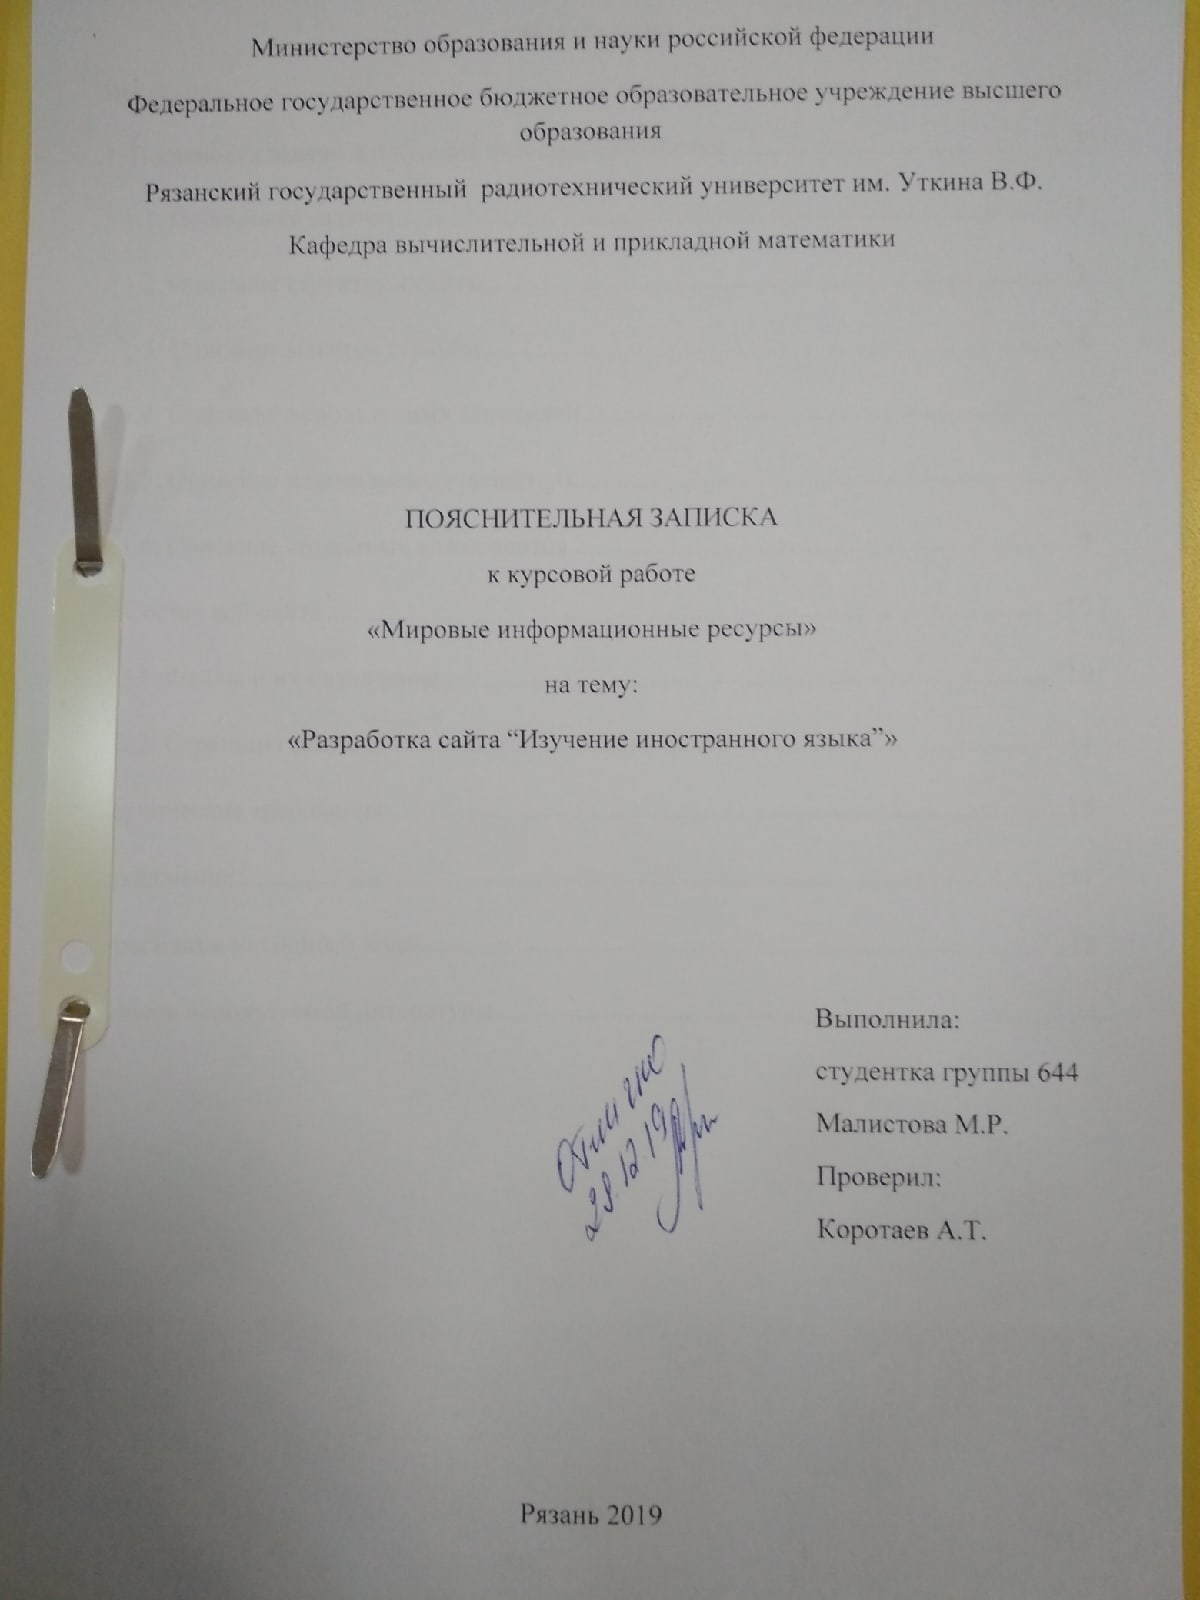 Министерство образования и науки российской федерации
Федеральное государственное бюджетное образовательное учреждение высшего
образования
Рязанский государственный радиотехнический университет им. Уткина В.Ф.
Кафедра вычислительной и прикладной математики
ПОЯСНИТЕЛЬНАЯ ЗАПИСКА
к курсовой работе
«Мировые информационные ресурсы»
на тему:
«Разработка сайта “Изучение иностранного языка”»
Выполнила:
студентка группы 644
Малистова М.Р.
Проверил:
Коротаев А.Т.
Отлично
28.12.19
Рязань 2019